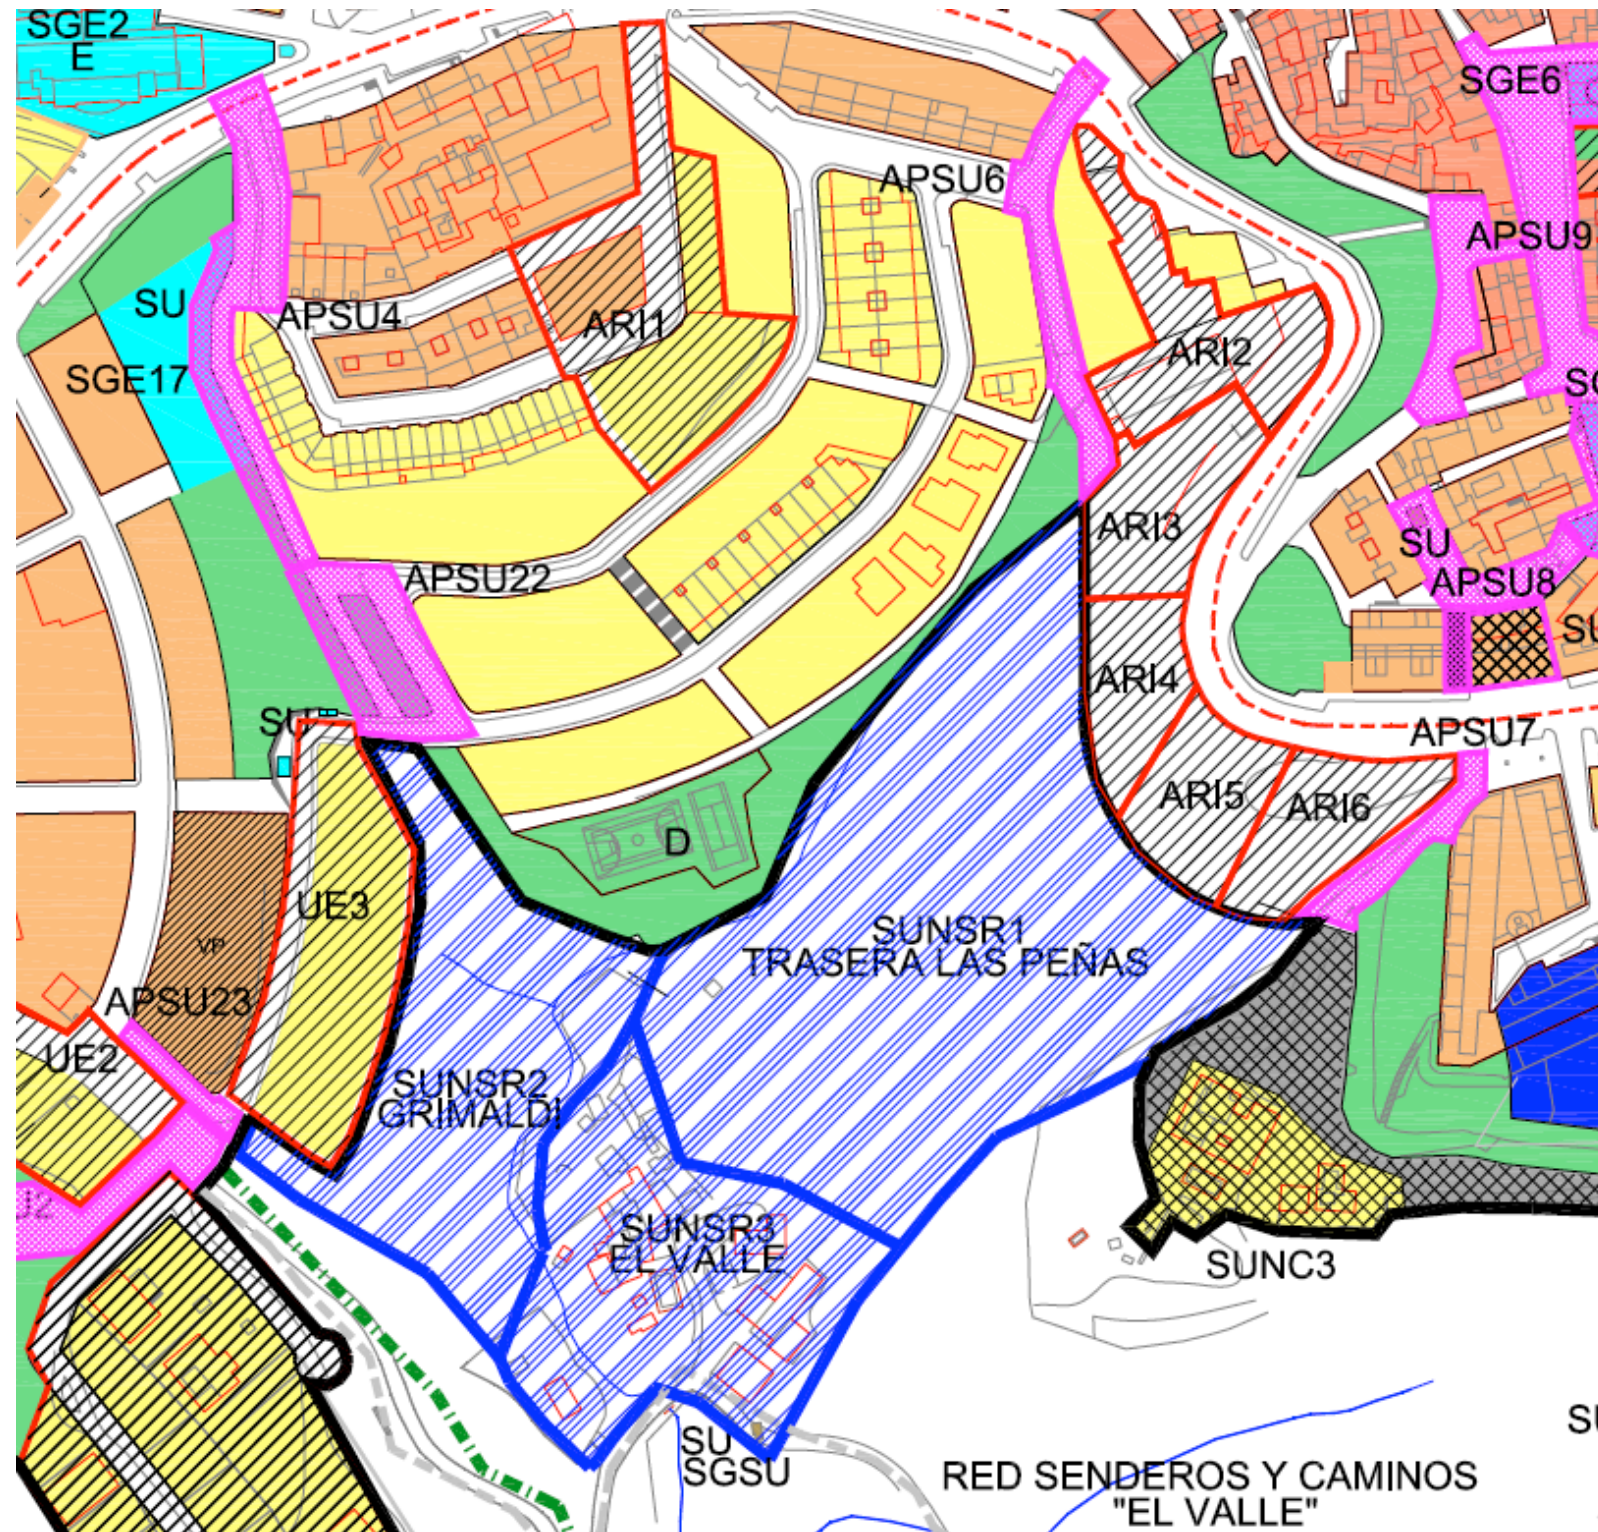 SGE2
E
SGE6
APSU6
APSU9
SU
APSU4
ARI1
ARI2
SGE17
ARI3
SU
APSU22
APSU8
ARI4
SU
APSU7
ARI5
ARI6
D
UE3
VP
SUNSR1
TRASERA LAS PEÑAS
APSU23
UE2
SUNSR2
GRIMALDI
SUNSR3
EL VALLE
SUNC3
SU
SGSU
RED SENDEROS Y CAMINOS
"EL VALLE"